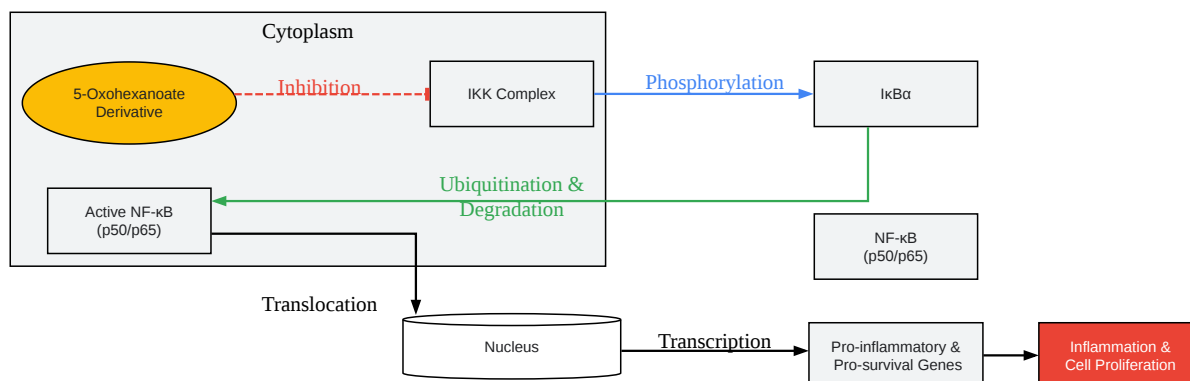 Cytoplasm
5-Oxohexanoate
Derivative
Inhibition
IKK Complex
Phosphorylation
IκBα
Ubiquitination &
Degradation
Active NF-κB
(p50/p65)
NF-κB
(p50/p65)
Translocation
Nucleus
Transcription
Pro-inflammatory &
Pro-survival Genes
Inflammation &
Cell Proliferation